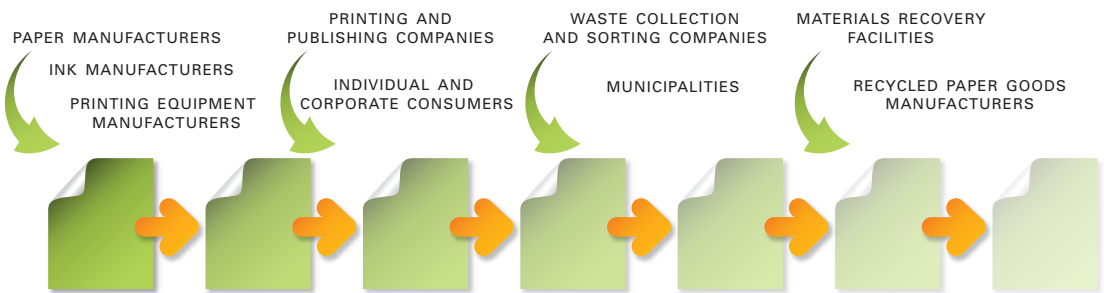 PAPER MANUFACTURERS
INK MANUFACTURERS
PRINTING EQUIPMENT
MANUFACTURERS
PRINTING AND
PUBLISHING COMPANIES
INDIVIDUAL AND
CORPORATE CONSUMERS
WASTE COLLECTION
AND SORTING COMPANIES
MUNICIPALITIES
MATERIALS RECOVERY
FACILITIES
RECYCLED PAPER GOODS
MANUFACTURERS